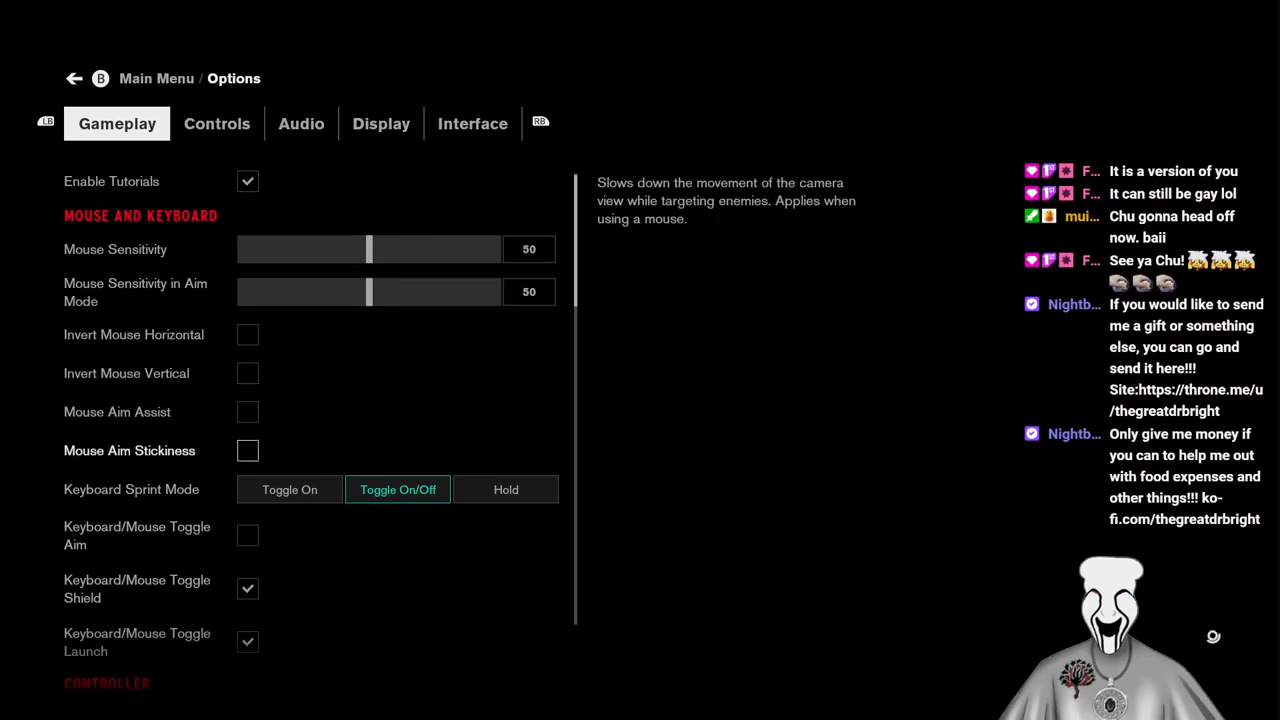 B Main Menu / Options
LB Gameplay Controls Audio Display Interface RB
Enable Tutorials
MOUSE AND KEYBOARD
Mouse Sensitivity 50
Mouse Sensitivity in Aim
Mode 50
Invert Mouse Horizontal
Invert Mouse Vertical
Mouse Aim Assist
Mouse Aim Stickiness
Keyboard Sprint Mode Toggle On Toggle On/Off Hold
Keyboard/Mouse Toggle
Aim
Keyboard/Mouse Toggle
Shield
Keyboard/Mouse Toggle
Launch
CONTROLLER
Slows down the movement of the camera
view while targeting enemies. Applies when
using a mouse.
F... It is a version of you
F... It can still be gay lol
mui... Chu gonna head off
now. baii
F... See ya Chu!
Nightb... If you would like to send
me a gift or something
else, you can go and
send it here!!!
Site:https://throne.me/u
/thegreatdrbright
Nightb... Only give me money if
you can to help me out
with food expenses and
other things!!! ko-
fi.com/thegreatdrbright